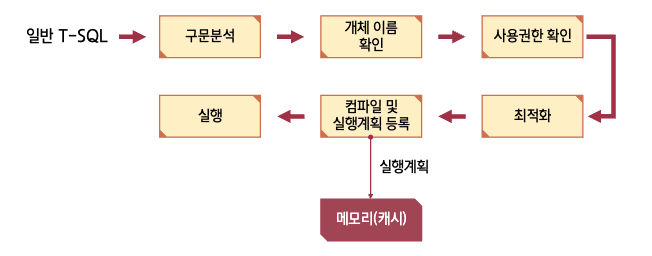 일반 T-SQL
구문분석
개체 이름
확인
사용권한 확인
최적화
컴파일 및
실행계획 등록
실행
실행계획
메모리(캐시)